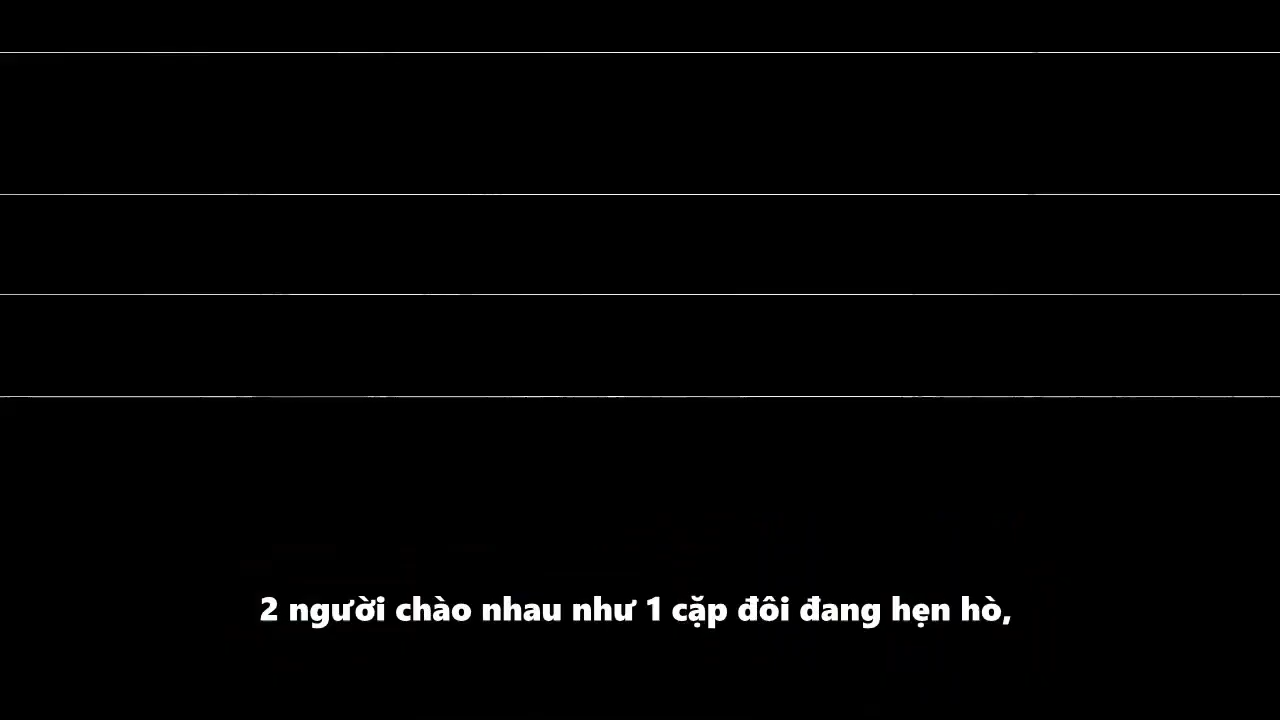 2 người chào nhau như 1 cặp đôi đang hẹn hò,